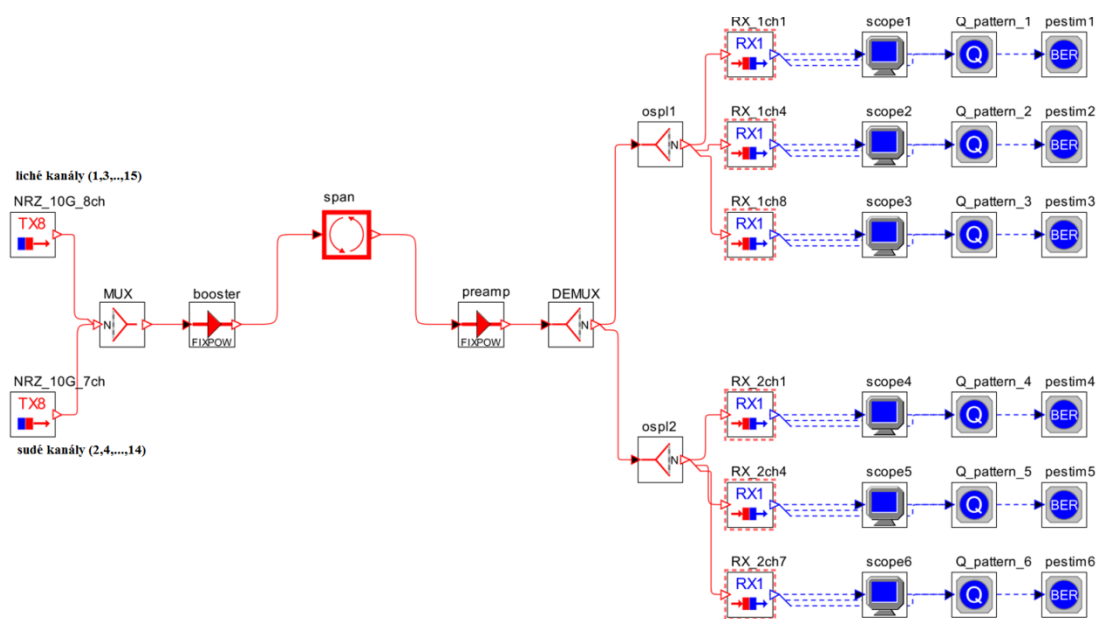 RX_1ch1 scope1 Q_pattern_1 pestim1
RX1 Q BER
ospl1 RX_1ch4 scope2 Q_pattern_2 pestim2
N RX1 Q BER
liché kanály (1,3,..,15)
NRZ_10G_8ch
TX8
span
RX_1ch8 scope3 Q_pattern_3 pestim3
RX1 Q BER
MUX booster preamp DEMUX
N FIXPOW FIXPOW N
NRZ_10G_7ch
TX8
sudé kanály (2,4,...,14)
RX_2ch1 scope4 Q_pattern_4 pestim4
RX1 Q BER
ospl2 RX_2ch4 scope5 Q_pattern_5 pestim5
N RX1 Q BER
RX_2ch7 scope6 Q_pattern_6 pestim6
RX1 Q BER